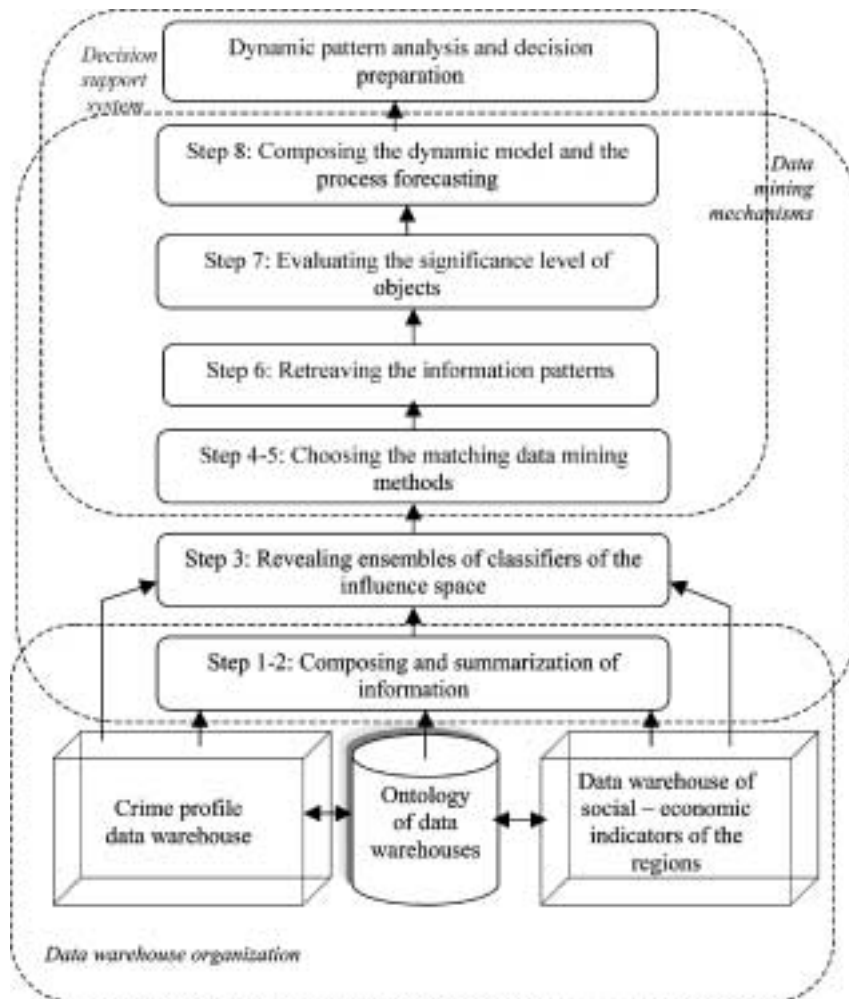 Decision
support
system
Dynamic pattern analysis and decision
preparation
Step 8: Composing the dynamic model and the
process forecasting
Data
mining
mechanisms
Step 7: Evaluating the significance level of
objects
Step 6: Retreaving the information patterns
Step 4-5: Choosing the matching data mining
methods
Step 3: Revealing ensembles of classifiers of the
influence space
Step 1-2: Composing and summarization of
information
Crime profile
data warehouse
Ontology
of data
warehouses
Data warehouse of
social – economic
indicators of the
regions
Data warehouse organization